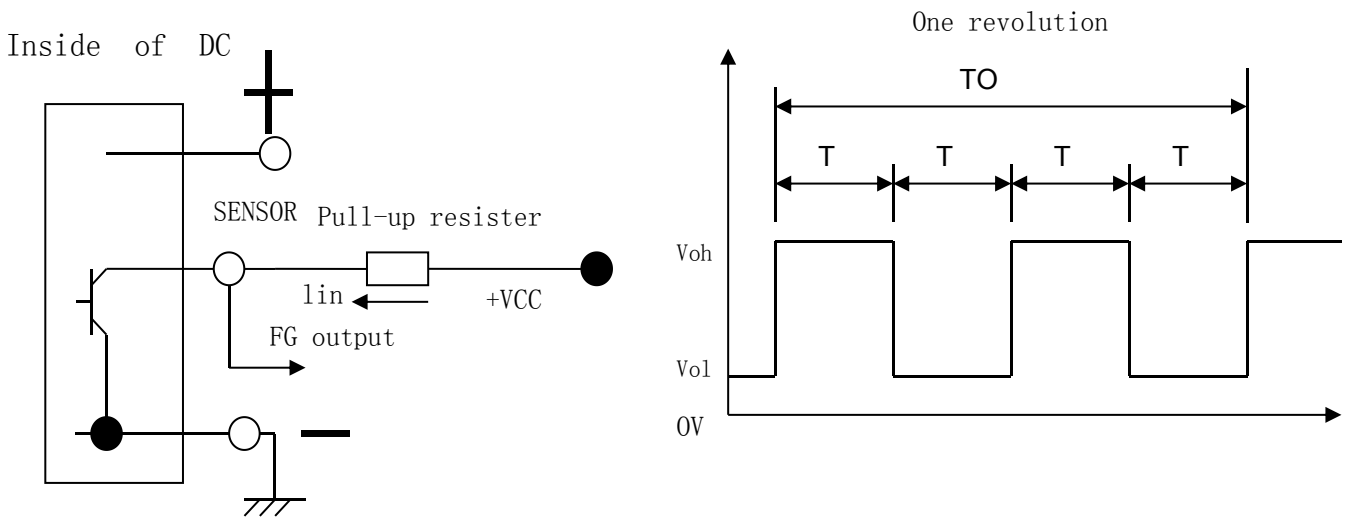 Inside of DC
+
SENSOR
Pull-up resister
lin
+VCC
FG output
—
One revolution
TO
T T T T
Voh
Vol
0V